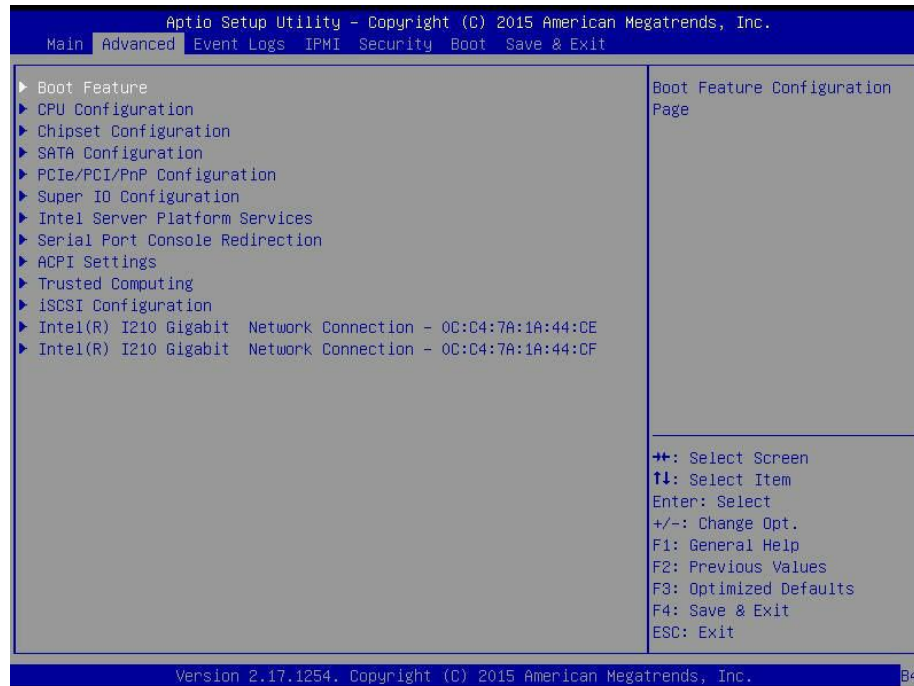 Aptio Setup Utility – Copyright (C) 2015 American Megatrends, Inc.
Main Advanced Event Logs IPMI Security Boot Save & Exit
▶ Boot Feature
▶ CPU Configuration
▶ Chipset Configuration
▶ SATA Configuration
▶ PCIe/PCI/PnP Configuration
▶ Super IO Configuration
▶ Intel Server Platform Services
▶ Serial Port Console Redirection
▶ ACPI Settings
▶ Trusted Computing
▶ iSCSI Configuration
▶ Intel(R) I210 Gigabit  Network Connection – 0C:C4:7A:1A:44:CE
▶ Intel(R) I210 Gigabit  Network Connection – 0C:C4:7A:1A:44:CF
Boot Feature Configuration
Page
→←: Select Screen
↑↓: Select Item
Enter: Select
+/-: Change Opt.
F1: General Help
F2: Previous Values
F3: Optimized Defaults
F4: Save & Exit
ESC: Exit
Version 2.17.1254. Copyright (C) 2015 American Megatrends, Inc.